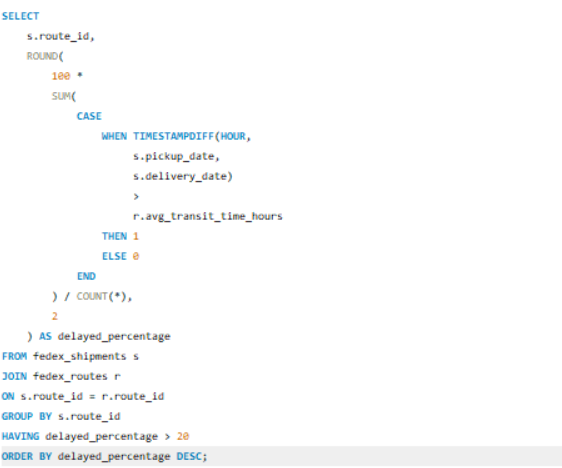 SELECT
s.route_id,
ROUND(
100 *
SUM(
CASE
WHEN TIMESTAMPDIFF(HOUR,
s.pickup_date,
s.delivery_date)
>
r.avg_transit_time_hours
THEN 1
ELSE 0
END
) / COUNT(*),
2
) AS delayed_percentage
FROM fedex_shipments s
JOIN fedex_routes r
ON s.route_id = r.route_id
GROUP BY s.route_id
HAVING delayed_percentage > 20
ORDER BY delayed_percentage DESC;